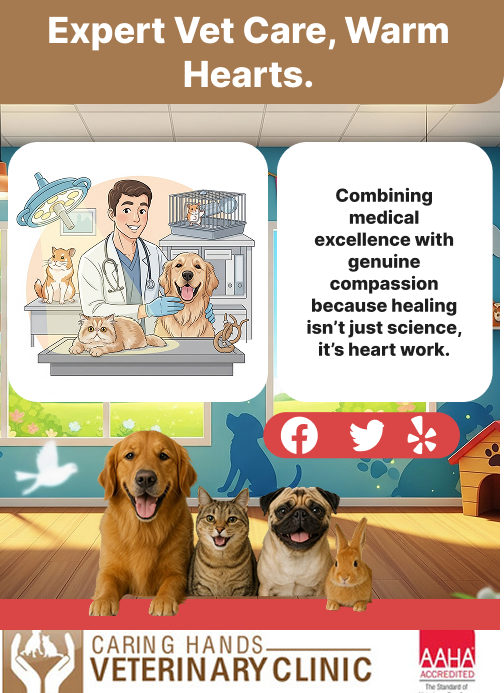 Expert Vet Care, Warm
Hearts.
Combining
medical
excellence with
genuine
compassion
because healing
isn't just science,
it's heart work.
CARING HANDS
VETERINARY CLINIC
AAHA
ACCREDITED
The Standard of